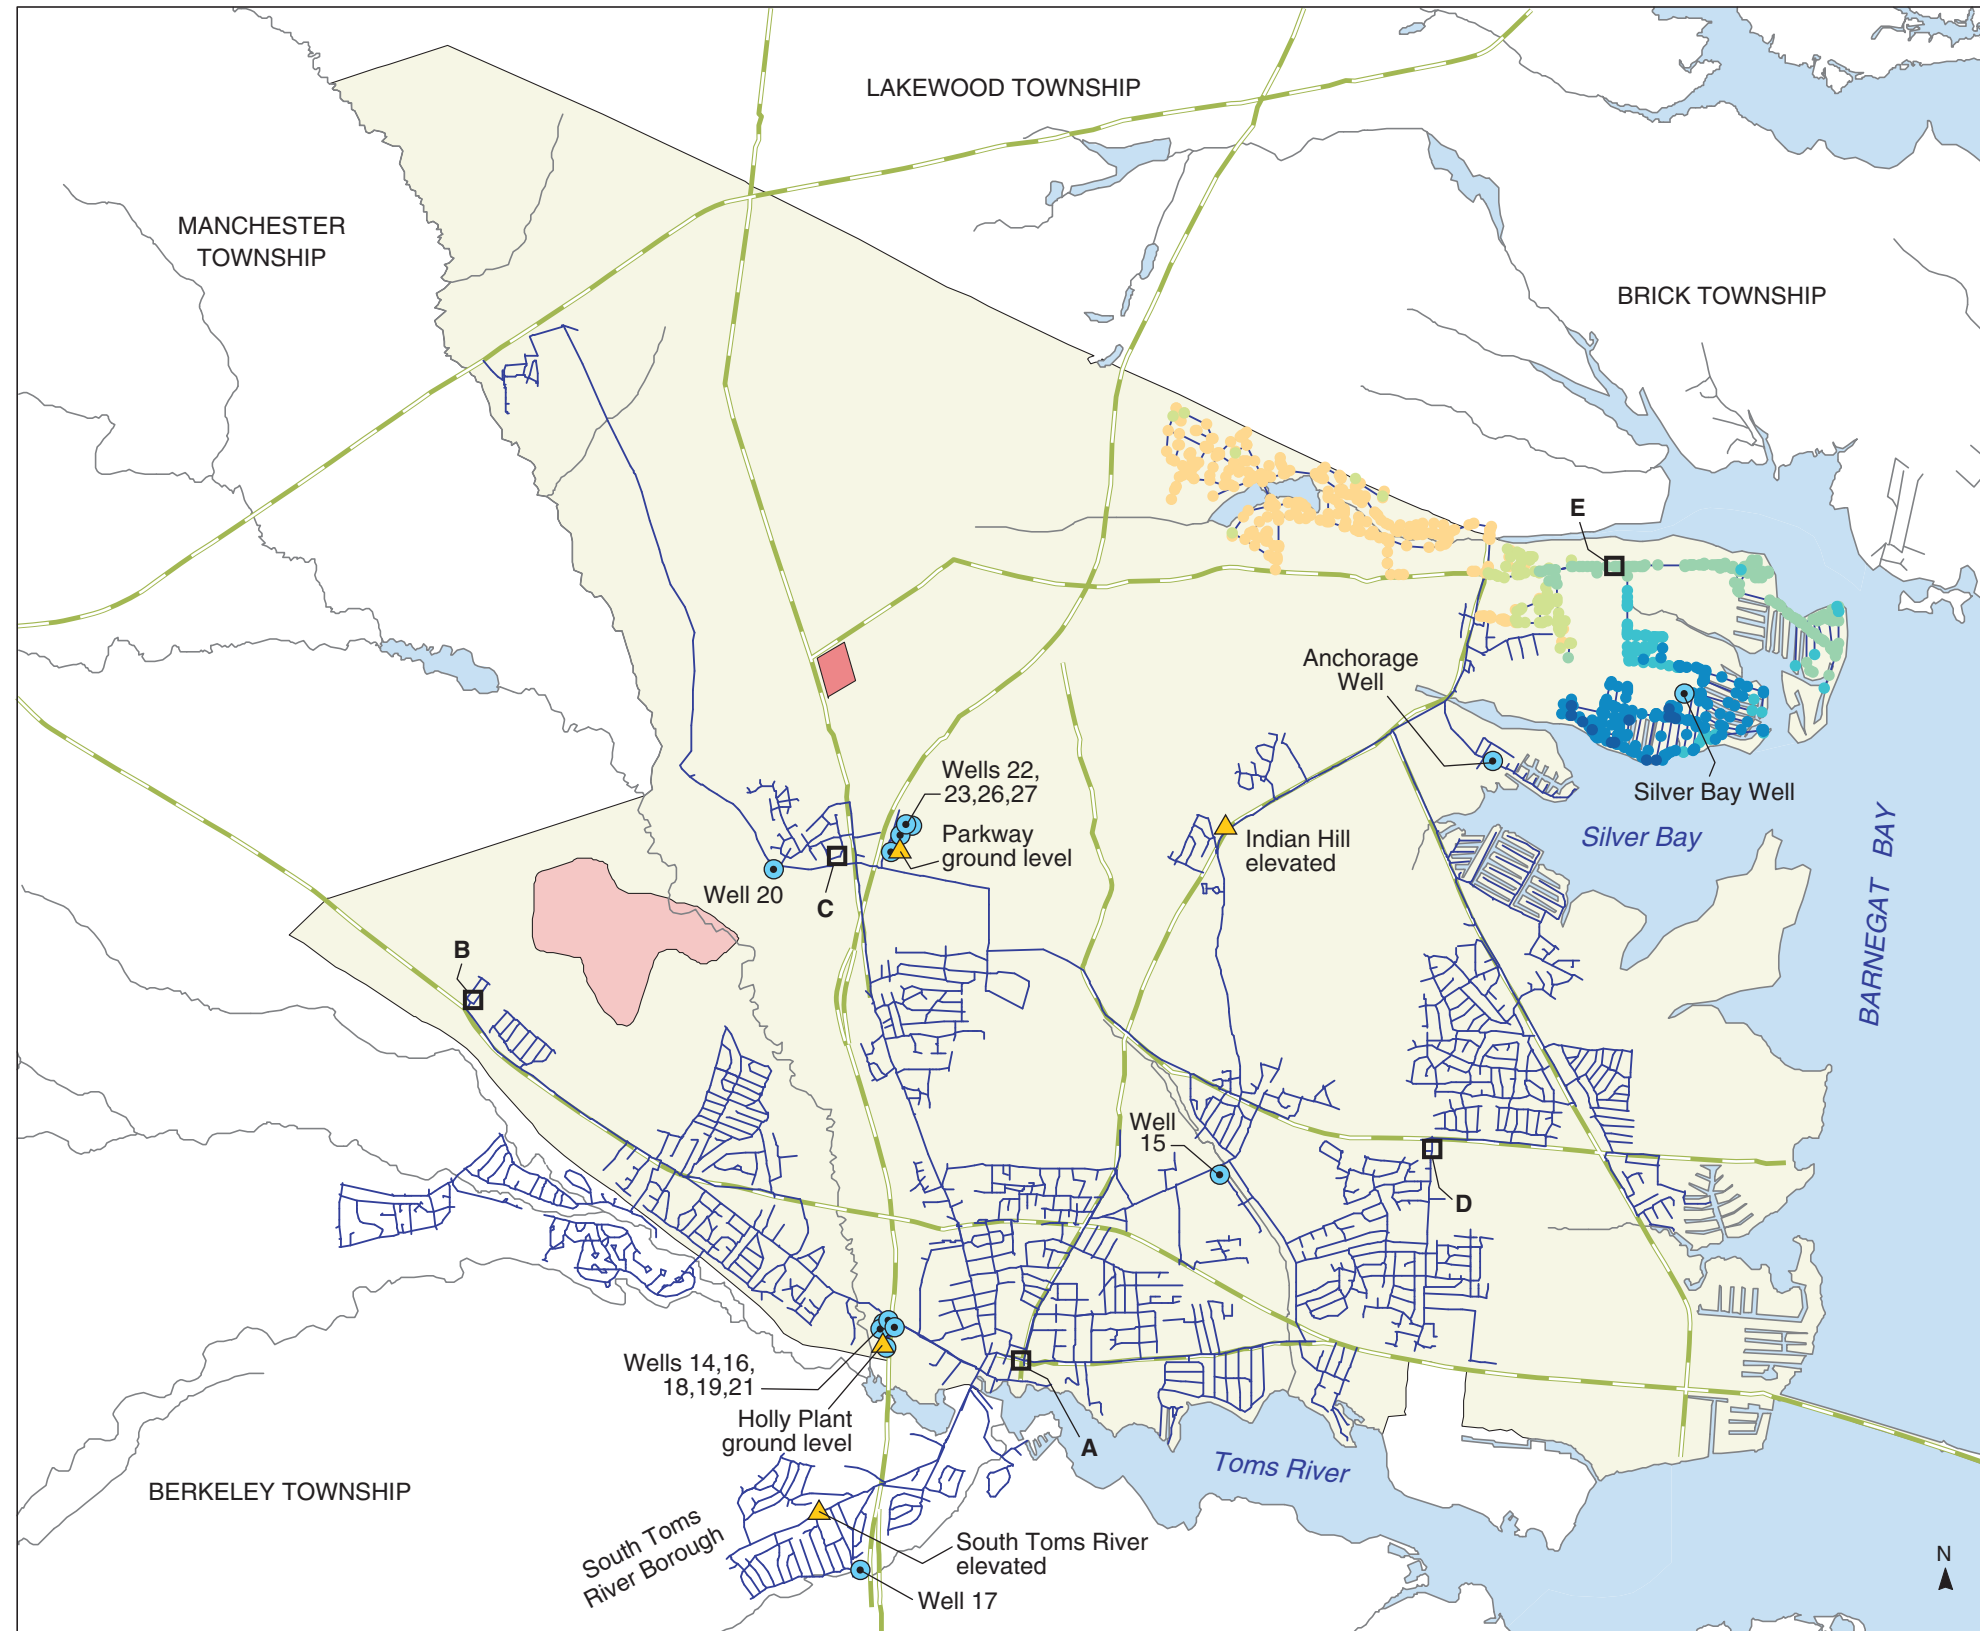 LAKEWOOD TOWNSHIP
MANCHESTER
TOWNSHIP
BRICK TOWNSHIP
E
Anchorage
Well
Wells 22,
23,26,27
Silver Bay Well
Parkway
ground level
Indian Hill
elevated
Silver Bay
BARNEGAT BAY
Well 20
C
B
Well
15
D
Wells 14,16,
18,19,21
Holly Plant
ground level
A
Toms River
BERKELEY TOWNSHIP
South Toms
River Borough
South Toms River
elevated
Well 17
N